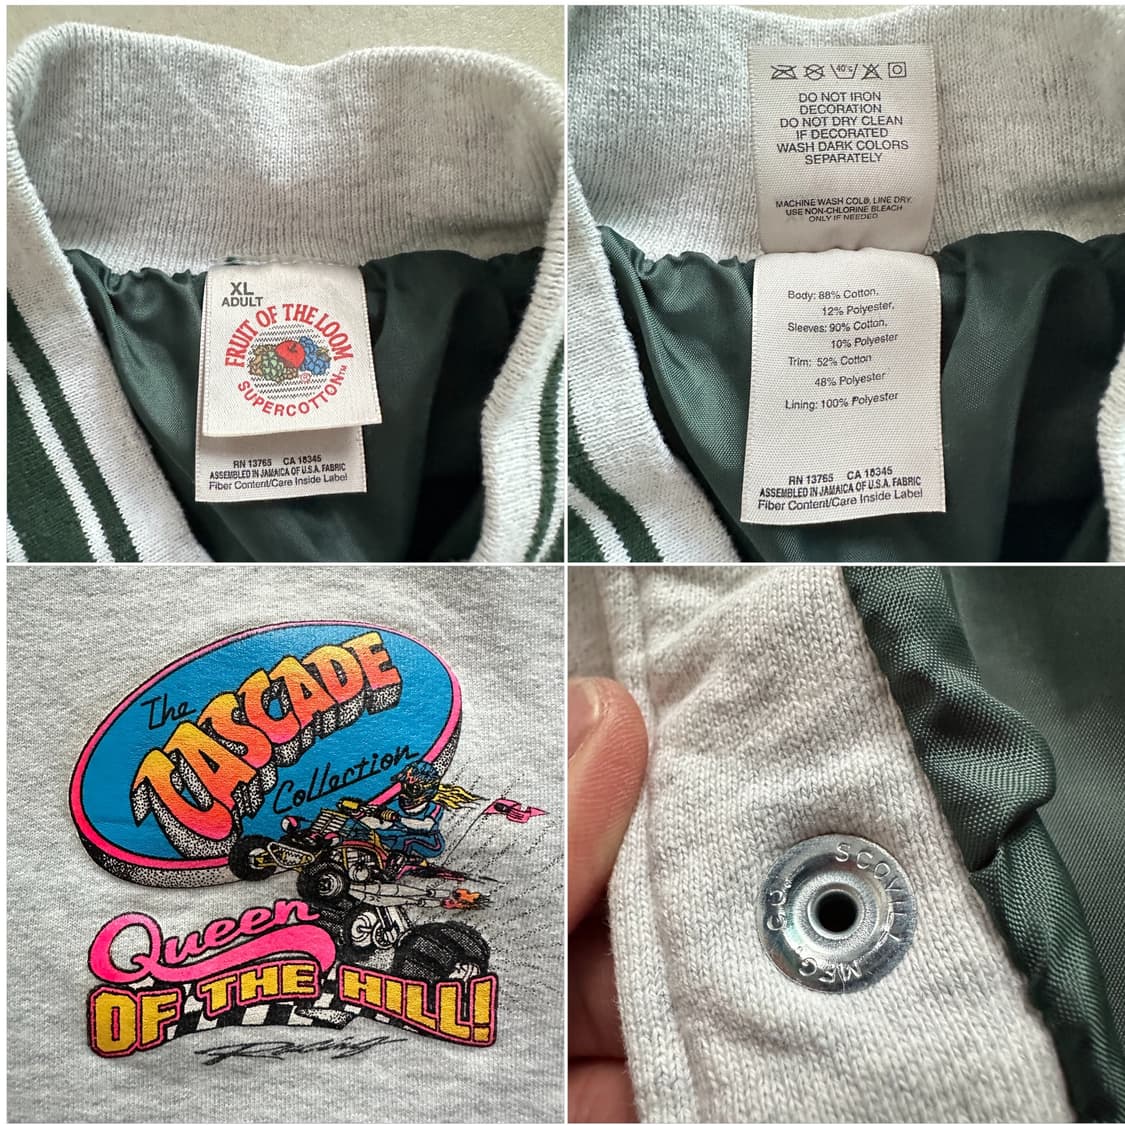 XL
ADULT
FRUIT OF THE LOOM
SUPERCOTTON™
RN 13765 CA 18345
ASSEMBLED IN JAMAICA OF U.S.A. FABRIC
Fiber Content/Care Inside Label
40°C
DO NOT IRON
DECORATION
DO NOT DRY CLEAN
IF DECORATED
WASH DARK COLORS
SEPARATELY
MACHINE WASH COLD, LINE DRY.
USE NON-CHLORINE BLEACH
ONLY IF NEEDED
Body: 88% Cotton,
12% Polyester,
Sleeves: 90% Cotton,
10% Polyester
Trim: 52% Cotton
48% Polyester
Lining: 100% Polyester
RN 13765 CA 18345
ASSEMBLED IN JAMAICA OF U.S.A. FABRIC
Fiber Content/Care Inside Label
The
CASCADE
Collection
Queen
OF THE HILL!
Racing
SCOVILL MFG. CO.